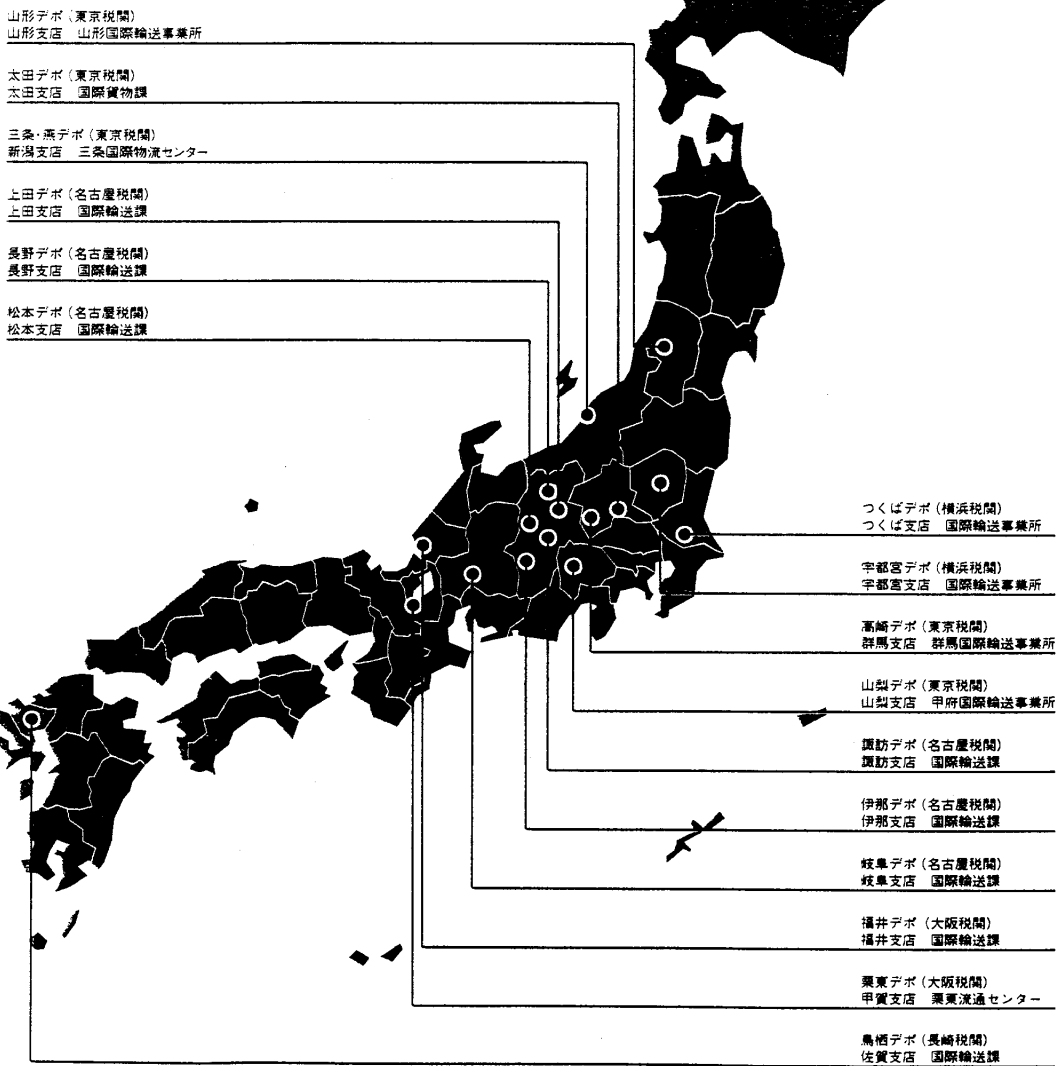 山形デポ(東京税関)
山形支店 山形国際輸送事業所
太田デポ(東京税関)
太田支店 国際貨物課
三条・燕デポ(東京税関)
新潟支店 三条国際物流センター
上田デポ(名古屋税関)
上田支店 国際輸送課
長野デポ(名古屋税関)
長野支店 国際輸送課
松本デポ(名古屋税関)
松本支店 国際輸送課
つくばデポ(横浜税関)
つくば支店 国際輸送事業所
宇都宮デポ(横浜税関)
宇都宮支店 国際輸送事業所
高崎デポ(東京税関)
群馬支店 群馬国際輸送事業所
山梨デポ(東京税関)
山梨支店 甲府国際輸送事業所
諏訪デポ(名古屋税関)
諏訪支店 国際輸送課
伊那デポ(名古屋税関)
伊那支店 国際輸送課
岐阜デポ(名古屋税関)
岐阜支店 国際輸送課
福井デポ(大阪税関)
福井支店 国際輸送課
栗東デポ(大阪税関)
甲賀支店 栗東流通センター
鳥栖デポ(長崎税関)
佐賀支店 国際輸送課